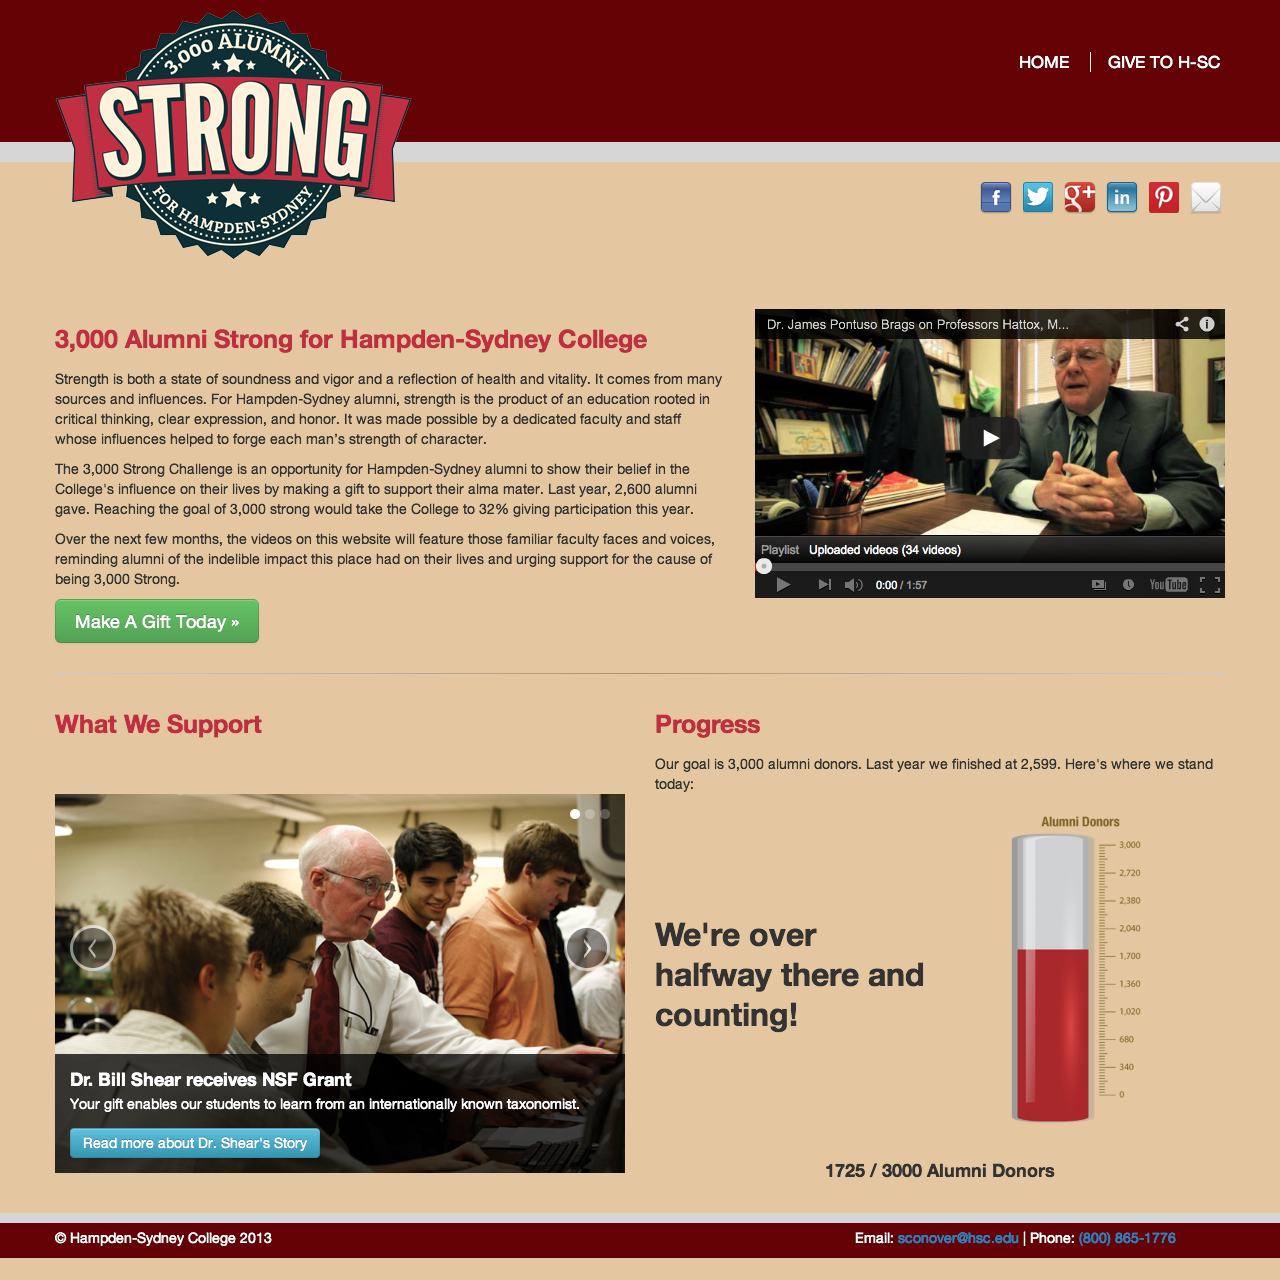 3,000 ALUMNI
STRONG
FOR HAMPDEN-SYDNEY
HOME
GIVE TO H-SC
3,000 Alumni Strong for Hampden-Sydney College
Strength is both a state of soundness and vigor and a reflection of health and vitality. It comes from many
sources and influences. For Hampden-Sydney alumni, strength is the product of an education rooted in
critical thinking, clear expression, and honor. It was made possible by a dedicated faculty and staff
whose influences helped to forge each man's strength of character.
The 3,000 Strong Challenge is an opportunity for Hampden-Sydney alumni to show their belief in the
College's influence on their lives by making a gift to support their alma mater. Last year, 2,600 alumni
gave. Reaching the goal of 3,000 strong would take the College to 32% giving participation this year.
Over the next few months, the videos on this website will feature those familiar faculty faces and voices,
reminding alumni of the indelible impact this place had on their lives and urging support for the cause of
being 3,000 Strong.
Make A Gift Today »
Dr. James Pontuso Brags on Professors Hattox, M...
Playlist Uploaded videos (34 videos)
0:00 / 1:57
YouTube
What We Support
Dr. Bill Shear receives NSF Grant
Your gift enables our students to learn from an internationally known taxonomist.
Read more about Dr. Shear's Story
Progress
Our goal is 3,000 alumni donors. Last year we finished at 2,599. Here's where we stand
today:
We're over
halfway there and
counting!
Alumni Donors
3,000
2,720
2,380
2,040
1,700
1,360
1,020
680
340
0
1725 / 3000 Alumni Donors
© Hampden-Sydney College 2013
Email: sconover@hsc.edu | Phone: (800) 865-1776